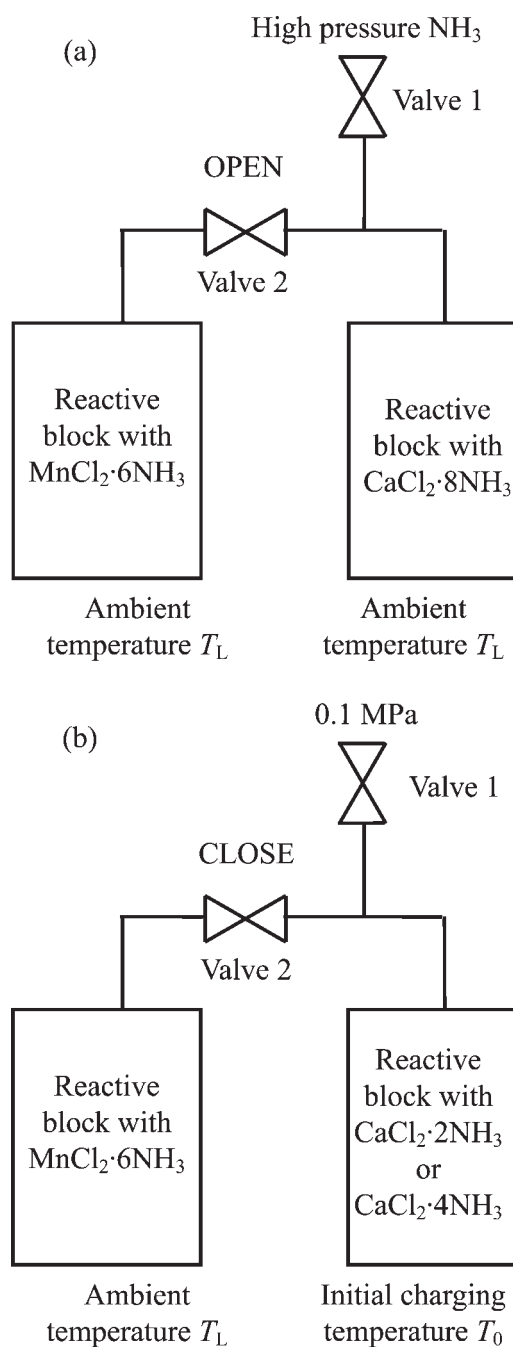 (a)
High pressure NH₃
Valve 1
OPEN
Valve 2
Reactive
block with
MnCl₂·6NH₃
Reactive
block with
CaCl₂·8NH₃
Ambient
temperature T_L
Ambient
temperature T_L
(b)
0.1 MPa
Valve 1
CLOSE
Valve 2
Reactive
block with
MnCl₂·6NH₃
Reactive
block with
CaCl₂·2NH₃
or
CaCl₂·4NH₃
Ambient
temperature T_L
Initial charging
temperature T₀